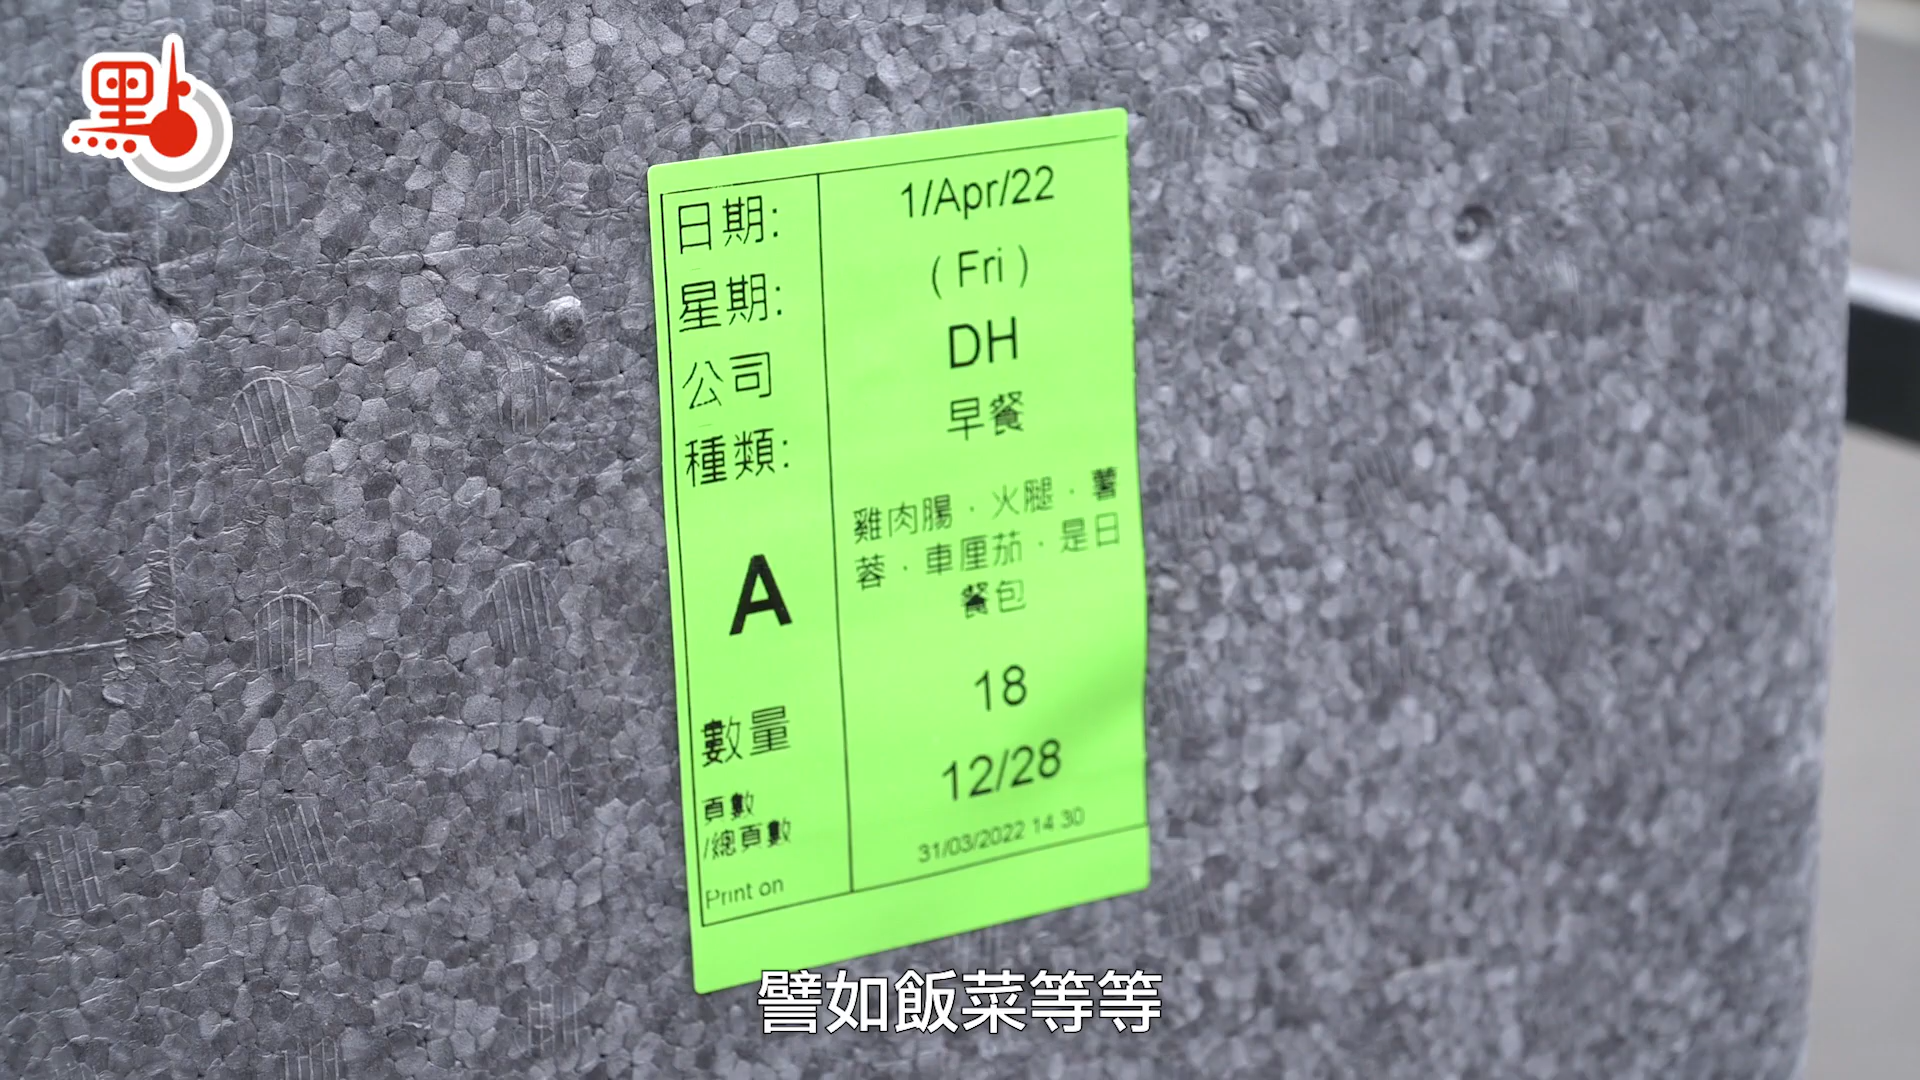 點
日期: 1/Apr/22
星期: ( Fri )
公司 DH
種類: 早餐
A
雞肉腸．火腿．薯
蓉．車厘茄．是日
餐包
數量 18
頁數
/總頁數 12/28
Print on 31/03/2022 14 30
譬如飯菜等等